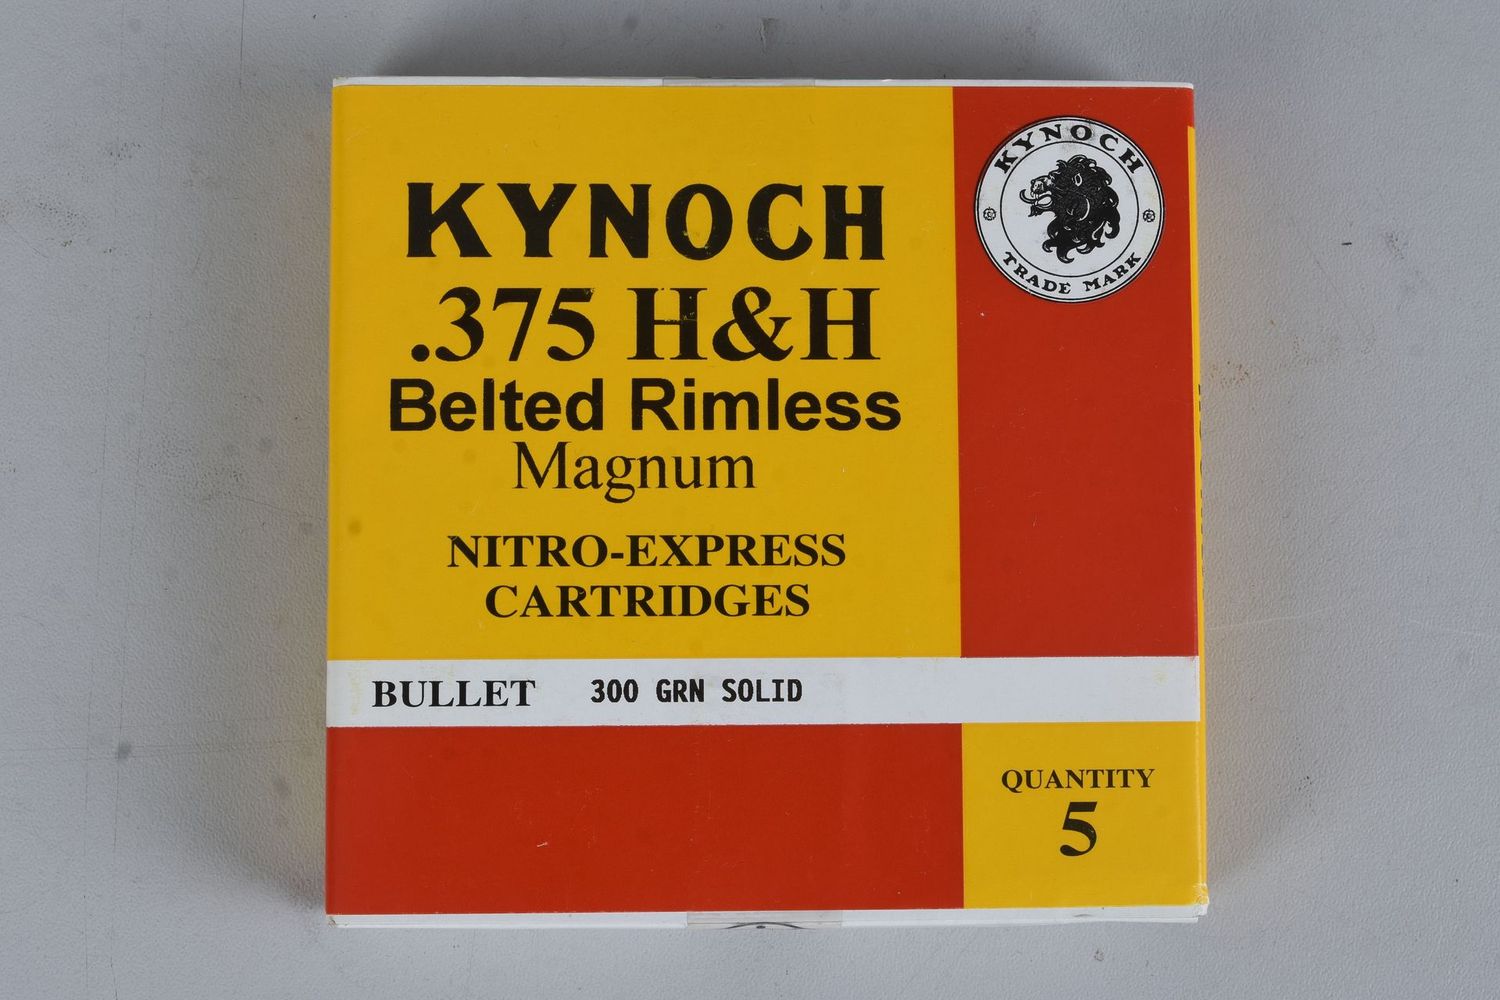 KYNOCH
.375 H&H
Belted Rimless
Magnum
NITRO-EXPRESS
CARTRIDGES
KYNOCH
TRADE MARK
BULLET 300 GRN SOLID
QUANTITY
5